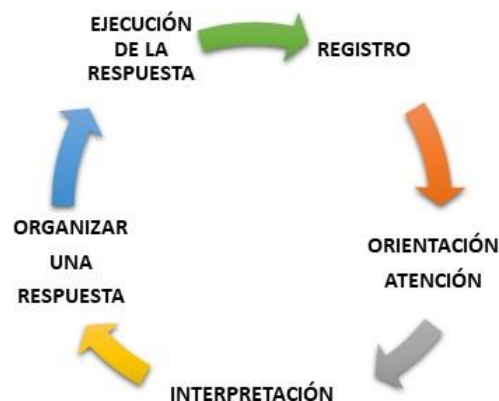 EJECUCIÓN
DE LA
RESPUESTA
REGISTRO
ORIENTACIÓN
ATENCIÓN
INTERPRETACIÓN
ORGANIZAR
UNA
RESPUESTA